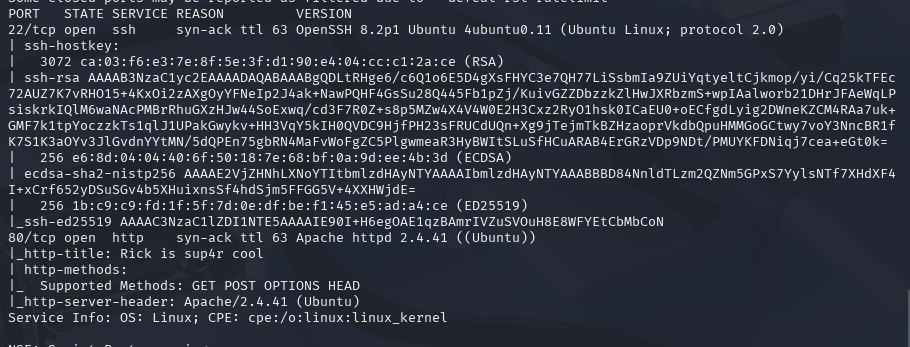 Some closed ports may be reported as filtered due to --defeat-rst-ratelimit
PORT   STATE SERVICE REASON         VERSION
22/tcp open  ssh     syn-ack ttl 63 OpenSSH 8.2p1 Ubuntu 4ubuntu0.11 (Ubuntu Linux; protocol 2.0)
| ssh-hostkey:
|   3072 ca:03:f6:e3:7e:8f:5e:3f:d1:90:e4:04:cc:c1:2a:ce (RSA)
| ssh-rsa AAAAB3NzaC1yc2EAAAADAQABAAABgQDLtRHge6/c6Q1o6E5D4gXsFHYC3e7QH77LiSsbmIa9ZUiYqtyeltCjkmop/yi/Cq25kTFEc
72AUZ7K7vRHO15+4KxOi2zAXgOyYFNeIp2J4ak+NawPQHF4GsSu28Q445Fb1pZj/KuivGZZDbzzkZlHwJXRbzmS+wpIAalworb21DHrJFAeWqLP
siskrkIQlM6waNAcPMBrRhuGXzHJw44SoExwq/cd3F7R0Z+s8p5MZw4X4V4W0E2H3Cxz2RyO1hsk0ICaEU0+oECfgdLyig2DWneKZCM4RAa7uk+
GMF7k1tpYoczzkTs1qlJ1UPakGwykv+HH3VqY5kIH0QVDC9HjfPH23sFRUCdUQn+Xg9jTejmTkBZHzaoprVkdbQpuHMMGoGCtwy7voY3NncBR1f
K7S1K3aOYv3JlGvdnYYtMN/5dQPEn75gbRN4MaFvWoFgZC5PlgwmeaR3HyBWItSLuSfHCuARAB4ErGRzVDp9NDt/PMUYKFDNiqj7cea+eGt0k=
|   256 e6:8d:04:04:40:6f:50:18:7e:68:bf:0a:9d:ee:4b:3d (ECDSA)
| ecdsa-sha2-nistp256 AAAAE2VjZHNhLXNoYTItbmlzdHAyNTYAAAAIbmlzdHAyNTYAAABBBD84NnldTLzm2QZNm5GPxS7YylsNTf7XHdXF4
I+xCrf652yDSuSGv4b5XHuixnsSf4hdSjm5FFGG5V+4XXHWjdE=
|   256 1b:c9:c9:fd:1f:5f:7d:0e:df:be:f1:45:e5:ad:a4:ce (ED25519)
|_ssh-ed25519 AAAAC3NzaC1lZDI1NTE5AAAAIE90I+H6egOAE1qzBAmrIVZuSVOuH8E8WFYEtCbMbCoN
80/tcp open  http    syn-ack ttl 63 Apache httpd 2.4.41 ((Ubuntu))
|_http-title: Rick is sup4r cool
| http-methods:
|_  Supported Methods: GET POST OPTIONS HEAD
|_http-server-header: Apache/2.4.41 (Ubuntu)
Service Info: OS: Linux; CPE: cpe:/o:linux:linux_kernel